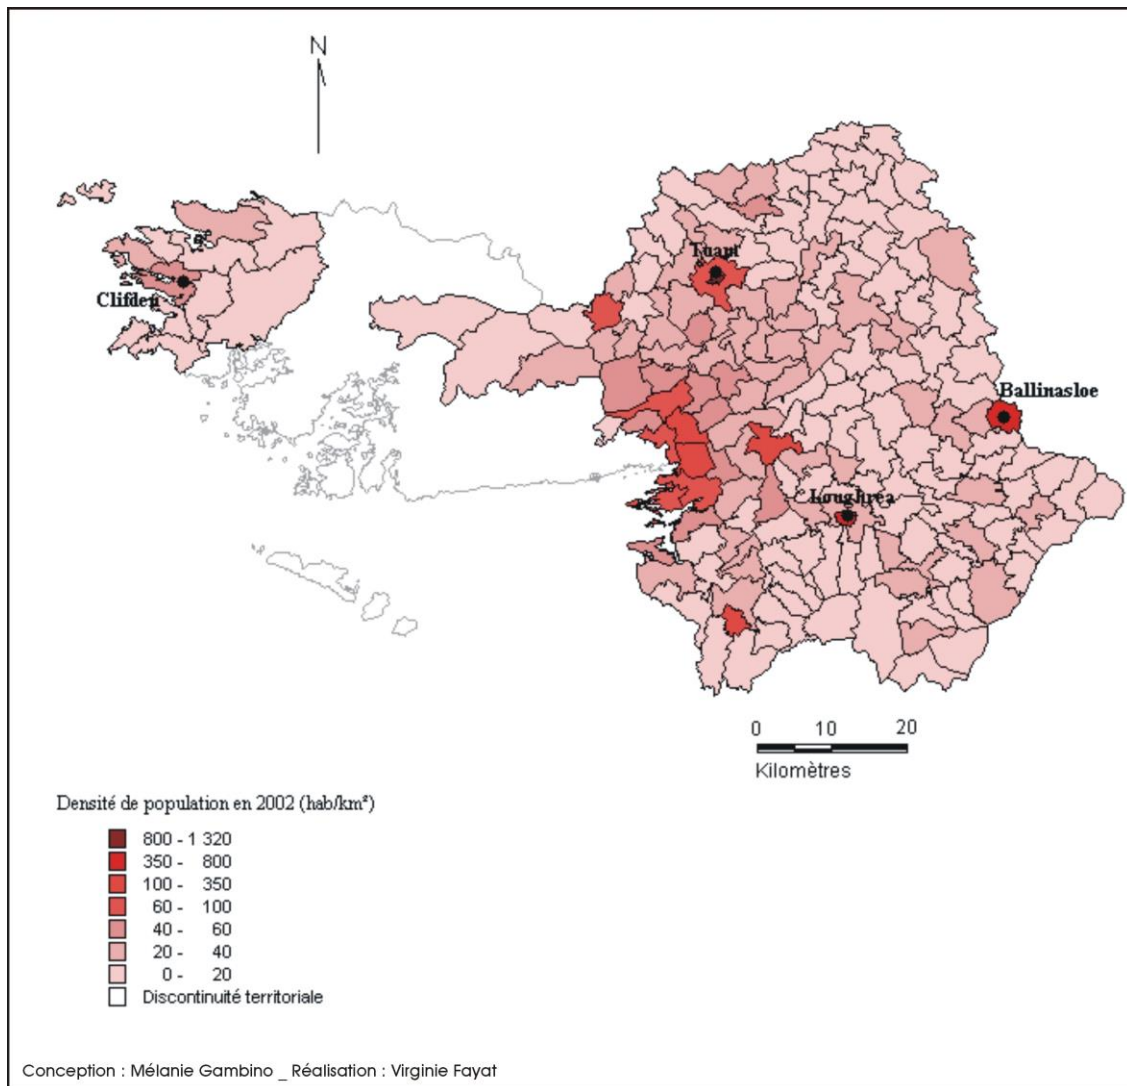 N
Tuam
Clifden
Ballinasloe
Loughrea
0 10 20
Kilomètres
Densité de population en 2002 (hab/km²)
800 - 1 320
350 - 800
100 - 350
60 - 100
40 - 60
20 - 40
0 - 20
Discontinuité territoriale
Conception : Mélanie Gambino _ Réalisation : Virginie Fayat